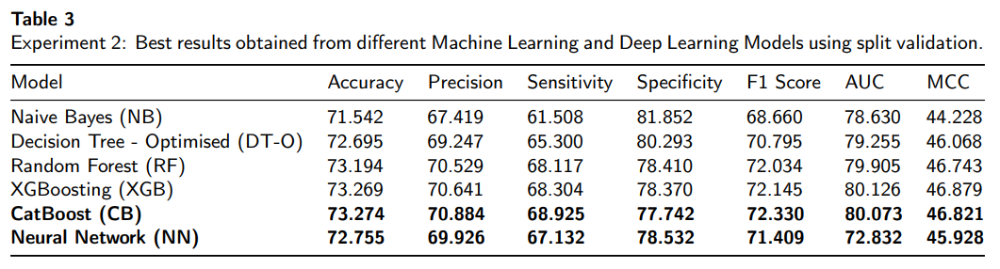 Table 3
Experiment 2: Best results obtained from different Machine Learning and Deep Learning Models using split validation.
Model Accuracy Precision Sensitivity Specificity F1 Score AUC MCC
Naive Bayes (NB) 71.542 67.419 61.508 81.852 68.660 78.630 44.228
Decision Tree - Optimised (DT-O) 72.695 69.247 65.300 80.293 70.795 79.255 46.068
Random Forest (RF) 73.194 70.529 68.117 78.410 72.034 79.905 46.743
XGBoosting (XGB) 73.269 70.641 68.304 78.370 72.145 80.126 46.879
CatBoost (CB) 73.274 70.884 68.925 77.742 72.330 80.073 46.821
Neural Network (NN) 72.755 69.926 67.132 78.532 71.409 72.832 45.928